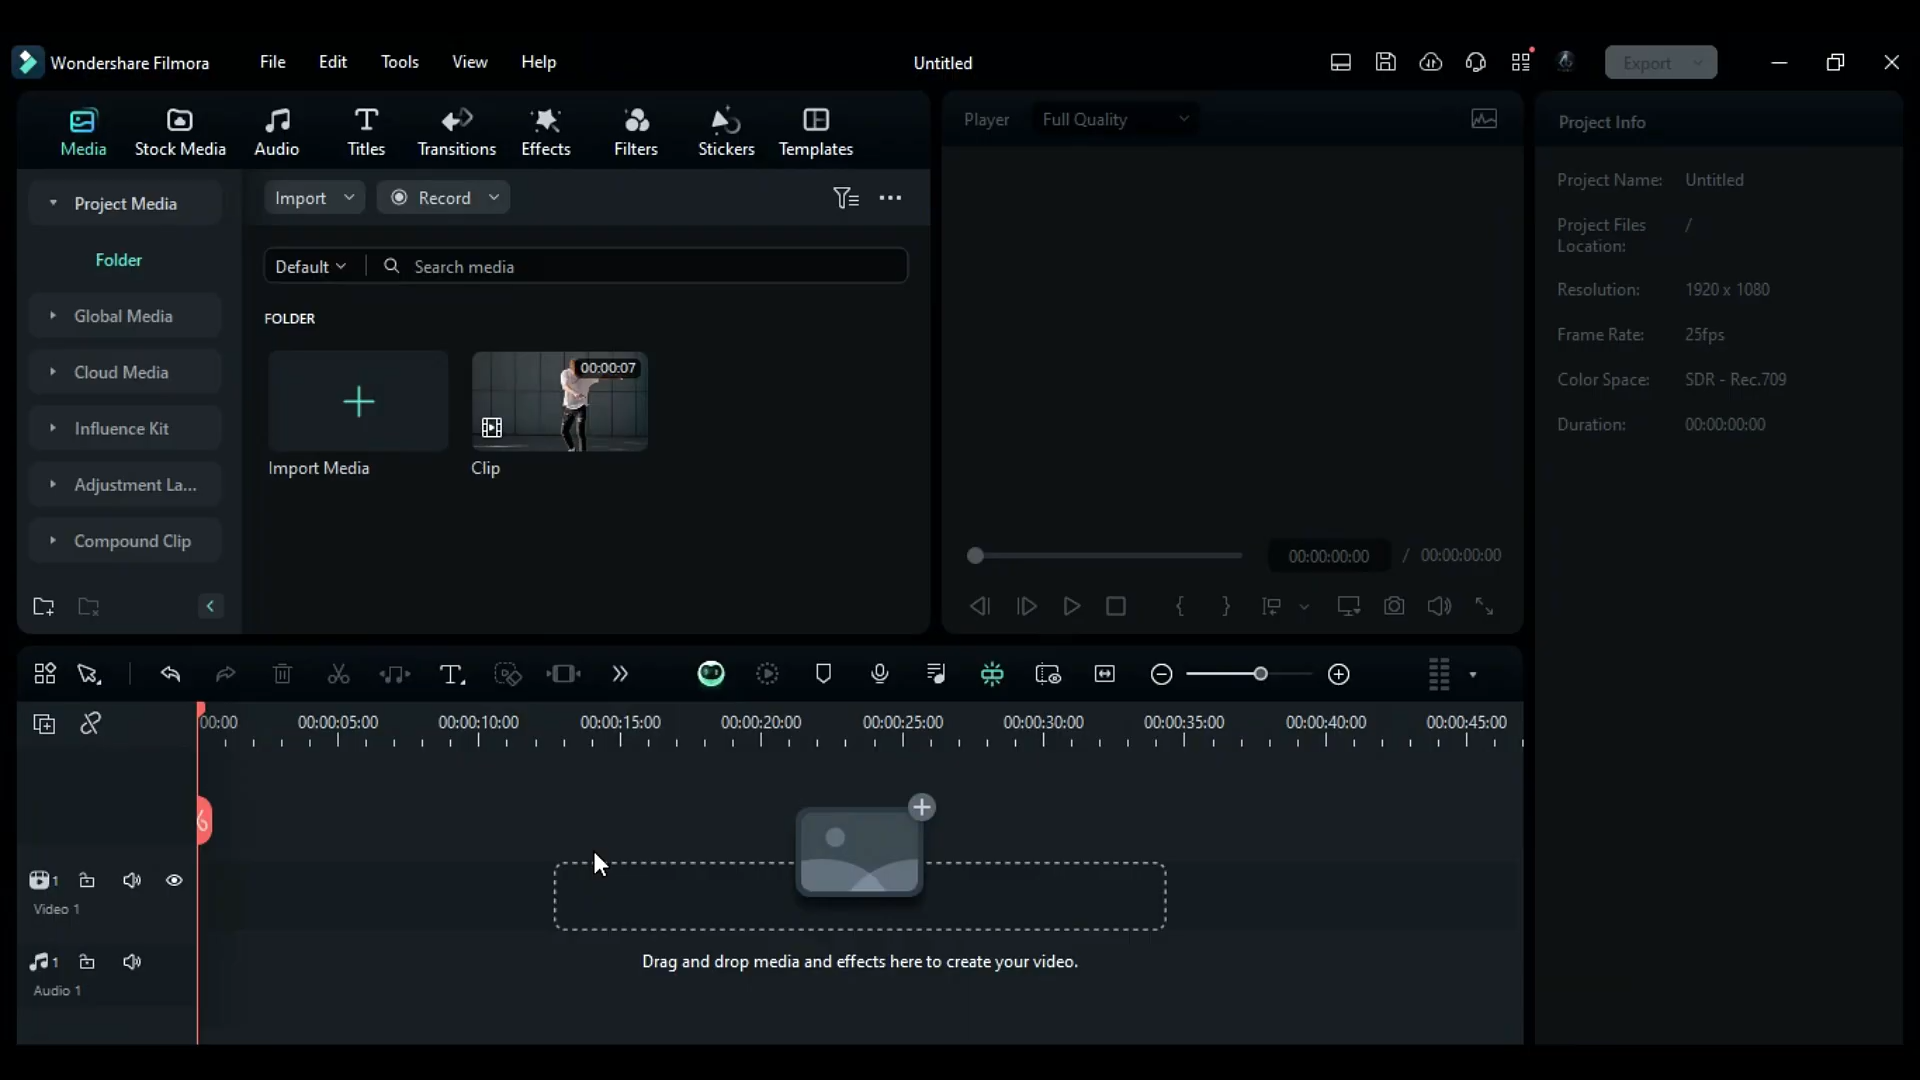 Wondershare Filmora File Edit Tools View Help Untitled Export
Media Stock Media Audio Titles Transitions Effects Filters Stickers Templates
Player Full Quality
Project Info
Project Media
Import Record
Project Name: Untitled
Project Files Location: /
Folder
Default Search media
Resolution: 1920 x 1080
Global Media
FOLDER
Frame Rate: 25fps
Cloud Media
00:00:07
Color Space: SDR - Rec.709
Influence Kit
Duration: 00:00:00:00
Import Media Clip
Adjustment La...
Compound Clip
00:00:00:00 / 00:00:00:00
00:00 00:00:05:00 00:00:10:00 00:00:15:00 00:00:20:00 00:00:25:00 00:00:30:00 00:00:35:00 00:00:40:00 00:00:45:00
1
Video 1
1
Drag and drop media and effects here to create your video.
Audio 1